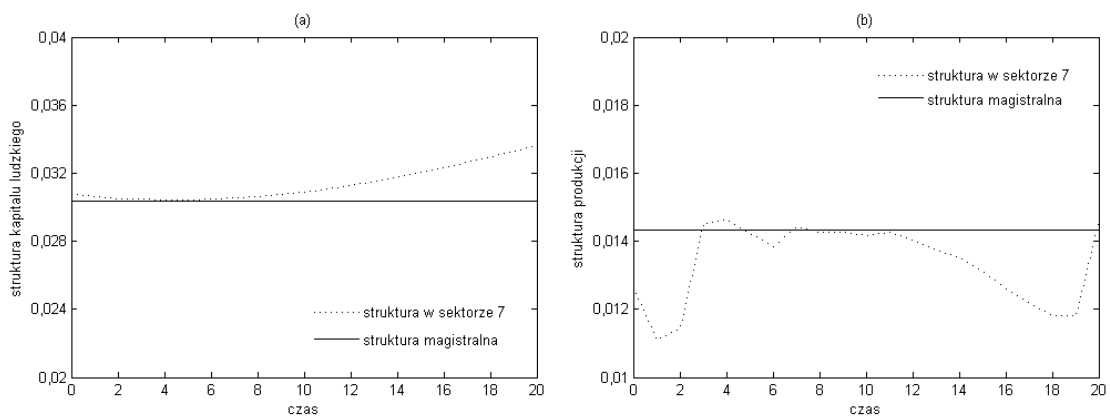 (a)
0,04
0,036
0,032
0,028
0,024
0,02
struktura kapitału ludzkiego
struktura w sektorze 7
struktura magistralna
0 2 4 6 8 10 12 14 16 18 20
czas
(b)
0,02
0,018
0,016
0,014
0,012
0,01
struktura produkcji
struktura w sektorze 7
struktura magistralna
0 2 4 6 8 10 12 14 16 18 20
czas